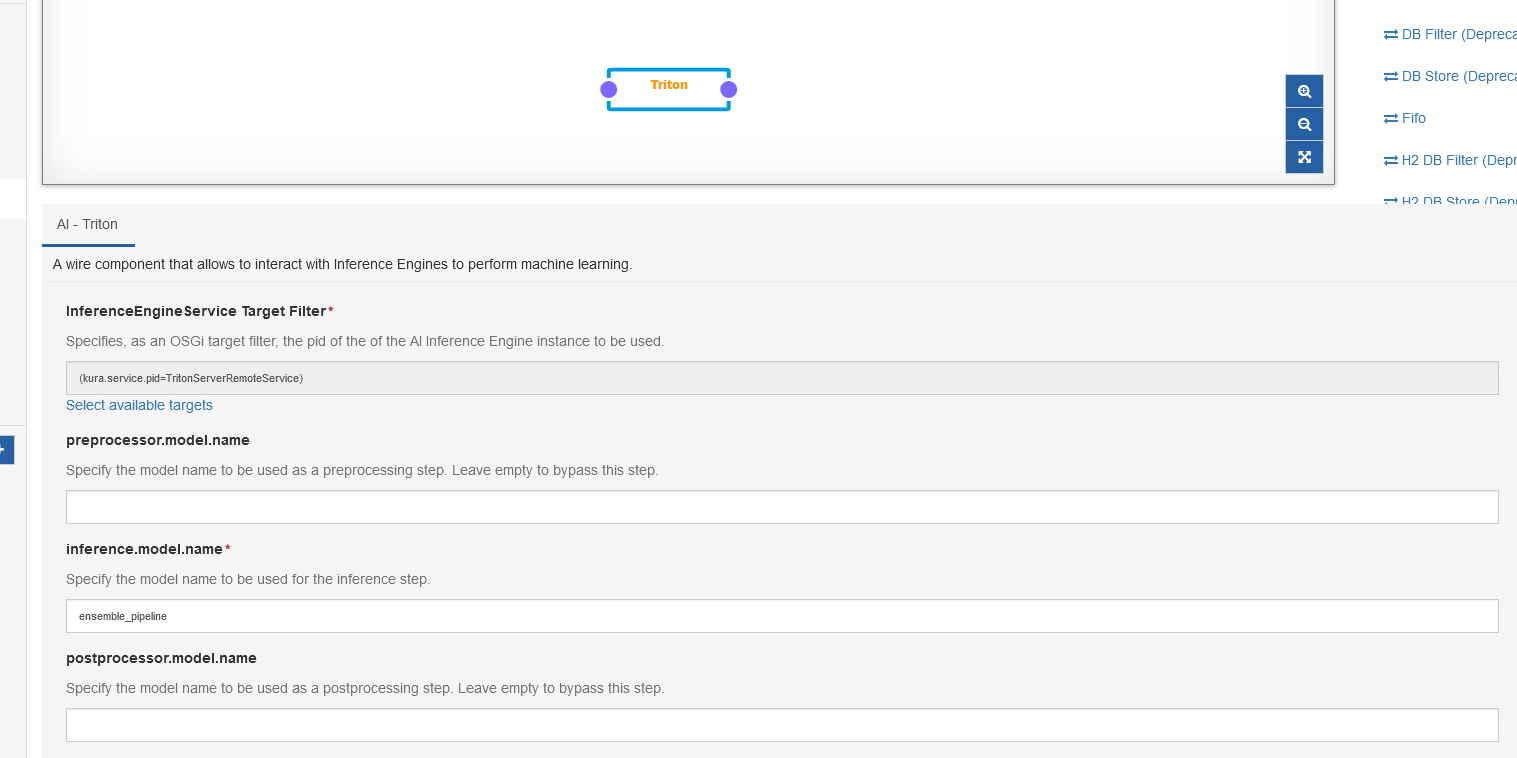 Triton
DB Filter (Depreca
DB Store (Depreca
Fifo
H2 DB Filter (Depr
H2 DB Store (Depr
AI - Triton
A wire component that allows to interact with Inference Engines to perform machine learning.
InferenceEngineService Target Filter*
Specifies, as an OSGi target filter, the pid of the of the AI Inference Engine instance to be used.
(kura.service.pid=TritonServerRemoteService)
Select available targets
preprocessor.model.name
Specify the model name to be used as a preprocessing step. Leave empty to bypass this step.
inference.model.name*
Specify the model name to be used for the inference step.
ensemble_pipeline
postprocessor.model.name
Specify the model name to be used as a postprocessing step. Leave empty to bypass this step.